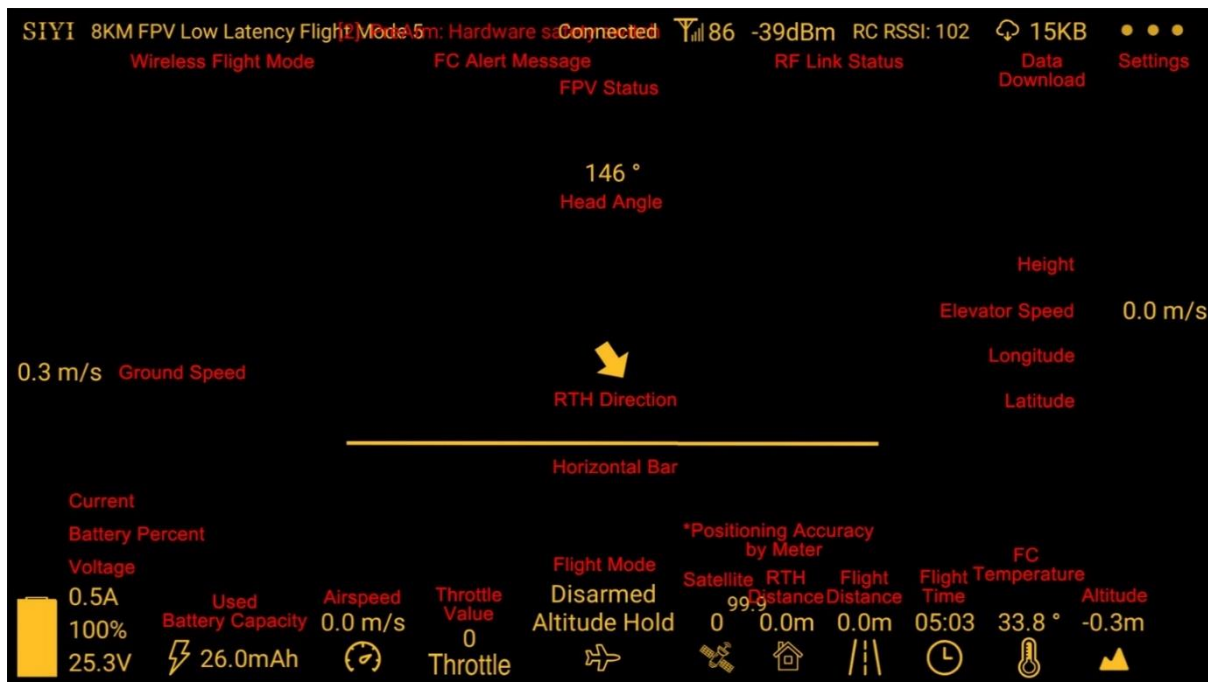 SIYI 8KM FPV Low Latency Flight Mode 5 [2] PreArm: Hardware safety switch Connected 86 -39dBm RC RSSI: 102 15KB
Wireless Flight Mode FC Alert Message RF Link Status Data Download Settings
FPV Status
146 °
Head Angle
Height
Elevator Speed 0.0 m/s
Longitude
0.3 m/s Ground Speed
RTH Direction
Latitude
Horizontal Bar
Current
Battery Percent
Voltage
0.5A
100%
25.3V
Used
Battery Capacity
26.0mAh
Airspeed
0.0 m/s
Throttle
Value
0
Throttle
Flight Mode
Disarmed
Altitude Hold
*Positioning Accuracy
by Meter
Satellite
99.9
0
RTH
Distance
0.0m
Flight
Distance
0.0m
Flight
Time
05:03
FC
Temperature
33.8 °
Altitude
-0.3m